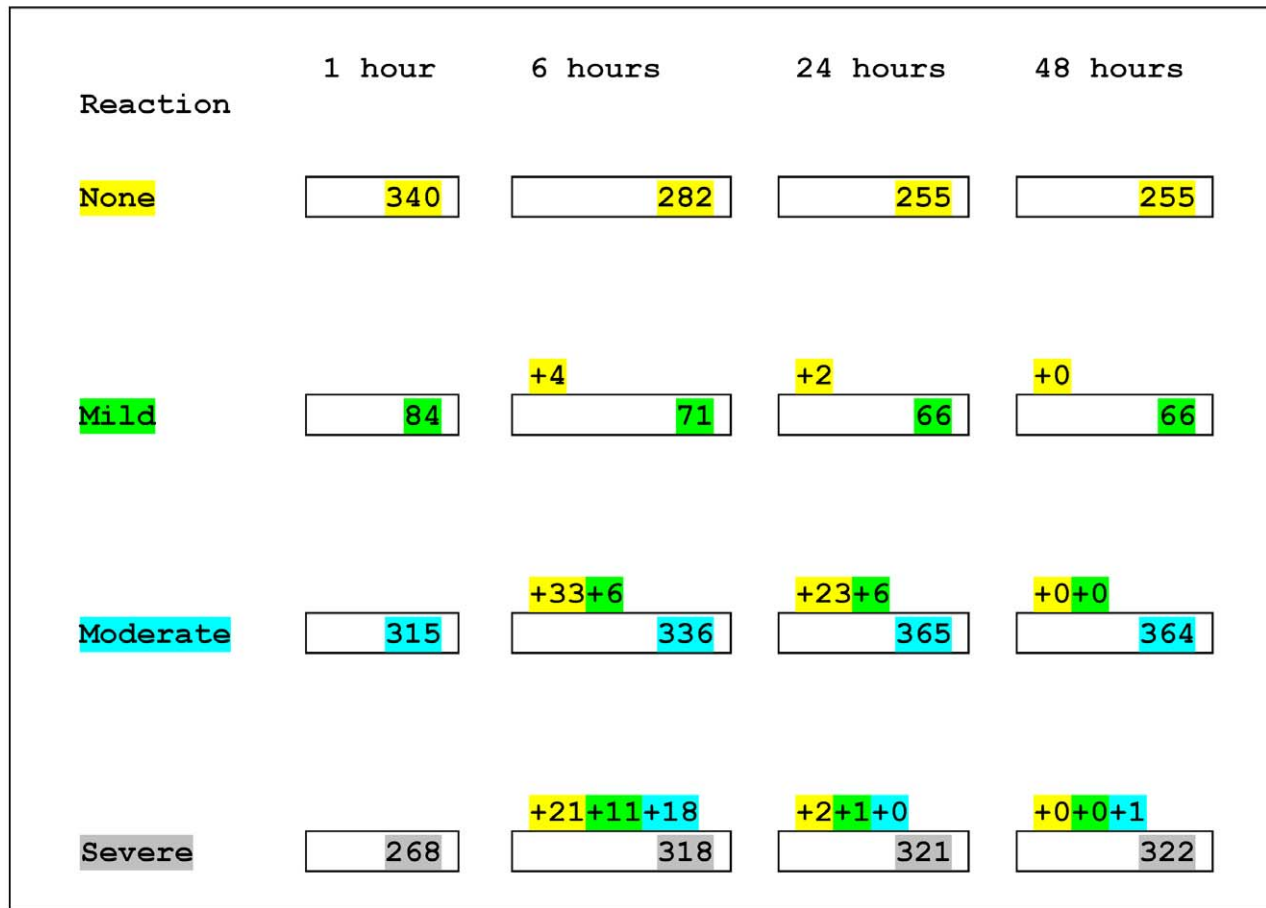 1 hour 6 hours 24 hours 48 hours
Reaction
None 340 282 255 255
+4 +2 +0
Mild 84 71 66 66
+33+6 +23+6 +0+0
Moderate 315 336 365 364
+21+11+18 +2+1+0 +0+0+1
Severe 268 318 321 322